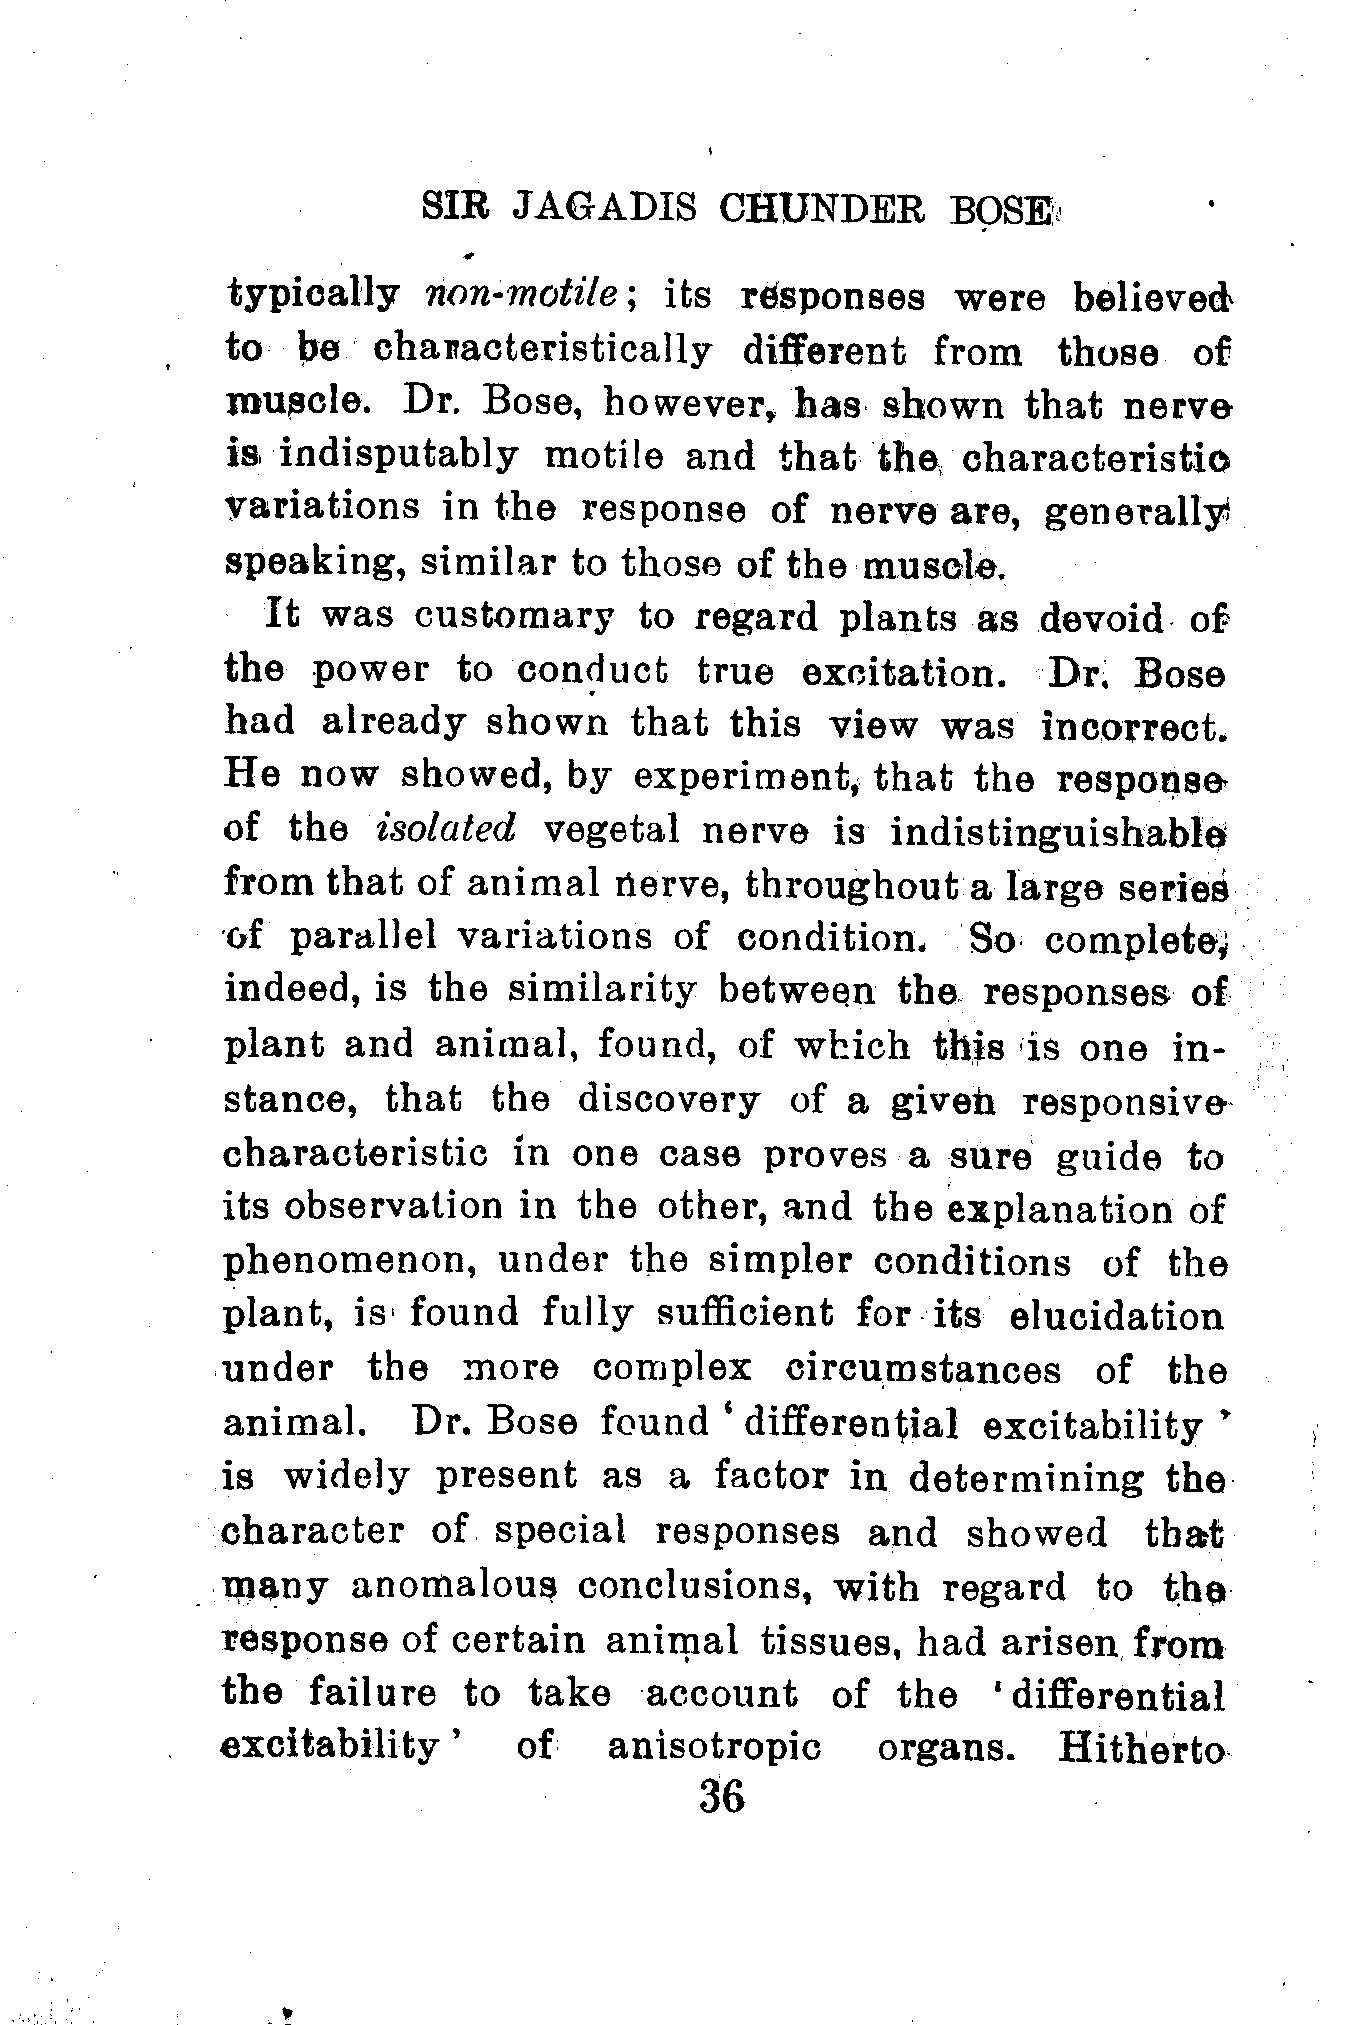 SIR JAGADIS CHUNDER BOSE
typically non-motile; its responses were believed
to be characteristically different from those of
muscle. Dr. Bose, however, has shown that nerve
is indisputably motile and that the characteristic
variations in the response of nerve are, generally
speaking, similar to those of the muscle.
It was customary to regard plants as devoid of
the power to conduct true excitation. Dr. Bose
had already shown that this view was incorrect.
He now showed, by experiment, that the response
of the isolated vegetal nerve is indistinguishable
from that of animal nerve, throughout a large series
of parallel variations of condition. So complete,
indeed, is the similarity between the responses of
plant and animal, found, of which this is one in-
stance, that the discovery of a given responsive
characteristic in one case proves a sure guide to
its observation in the other, and the explanation of
phenomenon, under the simpler conditions of the
plant, is found fully sufficient for its elucidation
under the more complex circumstances of the
animal. Dr. Bose found ‘differential excitability’
is widely present as a factor in determining the
character of special responses and showed that
many anomalous conclusions, with regard to the
response of certain animal tissues, had arisen from
the failure to take account of the ‘differential
excitability’ of anisotropic organs. Hitherto
36